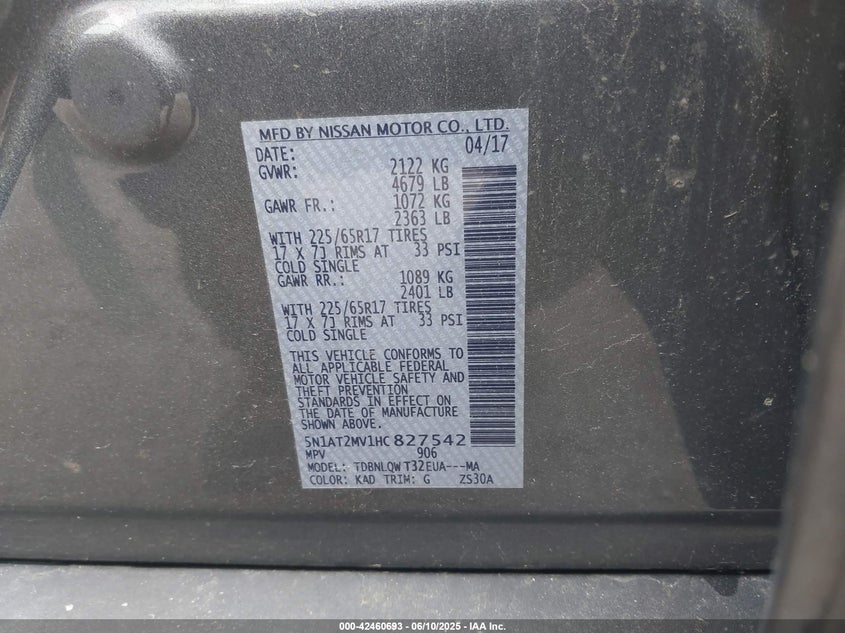 MFD BY NISSAN MOTOR CO., LTD.
DATE: 04/17
GVWR: 2122 KG
4679 LB
GAWR FR.: 1072 KG
2363 LB
WITH 225/65R17 TIRES
17 X 7J RIMS AT 33 PSI
COLD SINGLE
GAWR RR.: 1089 KG
2401 LB
WITH 225/65R17 TIRES
17 X 7J RIMS AT 33 PSI
COLD SINGLE
THIS VEHICLE CONFORMS TO
ALL APPLICABLE FEDERAL
MOTOR VEHICLE SAFETY AND
THEFT PREVENTION
STANDARDS IN EFFECT ON
THE DATE OF MANUFACTURE
SHOWN ABOVE.
5N1AT2MV1HC827542
MPV 906
MODEL: TDBNLQW T32EUA---MA
COLOR: KAD TRIM: G ZS30A
000-42460693 - 06/10/2025 - IAA Inc.